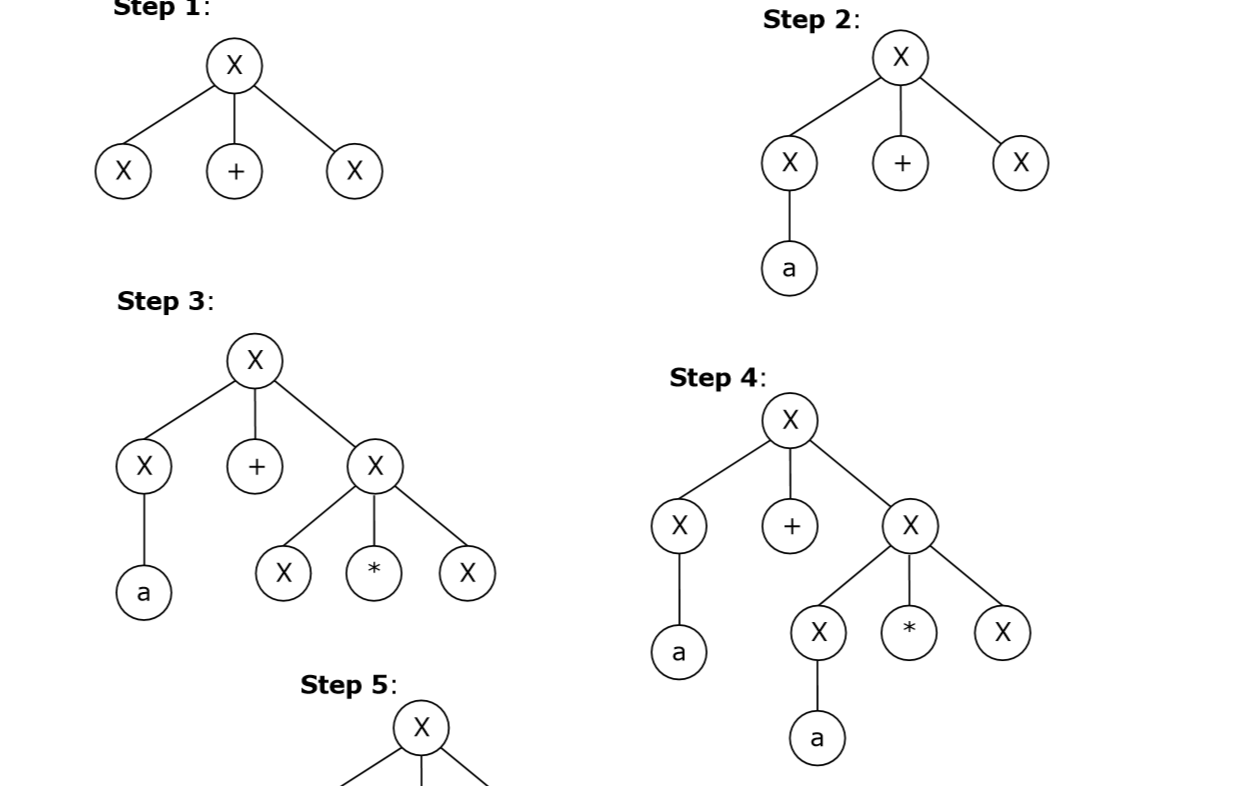 Step 1:
X
X + X
Step 2:
X
X + X
a
Step 3:
X
X + X
X * X
a
Step 4:
X
X + X
X * X
a
a
Step 5:
X